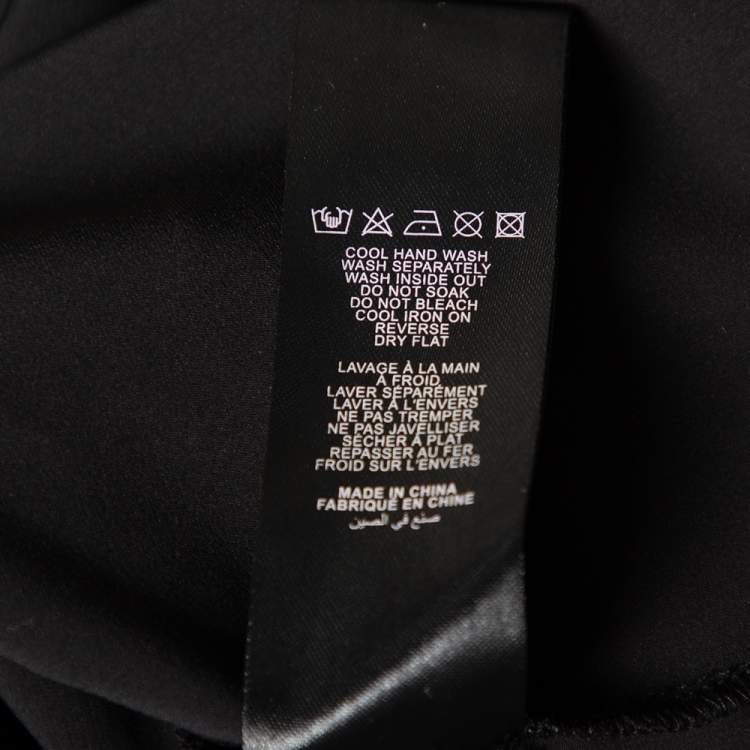 COOL HAND WASH
WASH SEPARATELY
WASH INSIDE OUT
DO NOT SOAK
DO NOT BLEACH
COOL IRON ON
REVERSE
DRY FLAT
LAVAGE À LA MAIN
À FROID
LAVER SÉPARÉMENT
LAVER À L'ENVERS
NE PAS TREMPER
NE PAS JAVELLISER
SÉCHER À PLAT
REPASSER AU FER
FROID SUR L'ENVERS
MADE IN CHINA
FABRIQUÉ EN CHINE
صنع في الصين